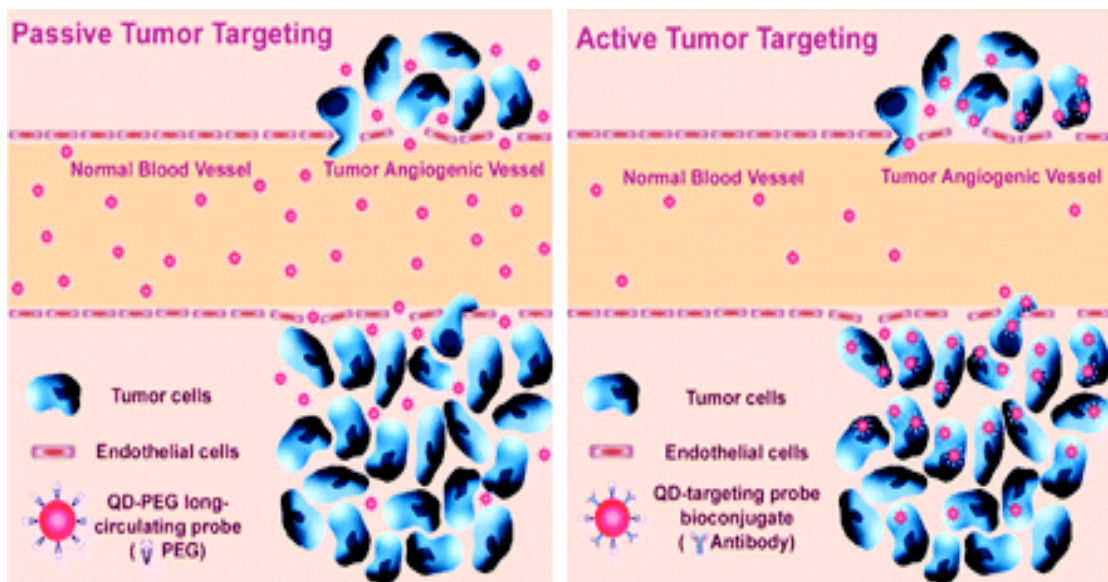 Passive Tumor Targeting
Normal Blood Vessel
Tumor Angiogenic Vessel
Tumor cells
Endothelial cells
QD-PEG long-
circulating probe
( PEG)
Active Tumor Targeting
Normal Blood Vessel
Tumor Angiogenic Vessel
Tumor cells
Endothelial cells
QD-targeting probe
bioconjugate
( Antibody)